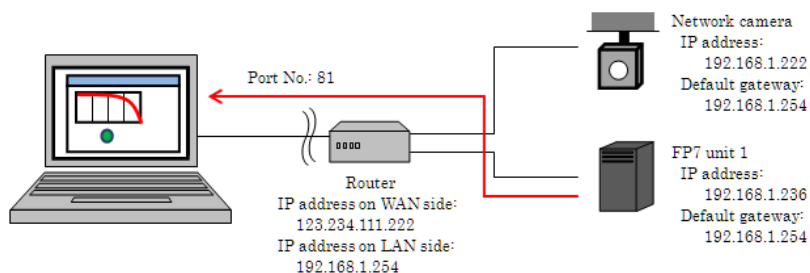 Network camera
IP address:
192.168.1.222
Default gateway:
192.168.1.254
Port No.: 81
Router
IP address on WAN side:
123.234.111.222
IP address on LAN side:
192.168.1.254
FP7 unit 1
IP address:
192.168.1.236
Default gateway:
192.168.1.254